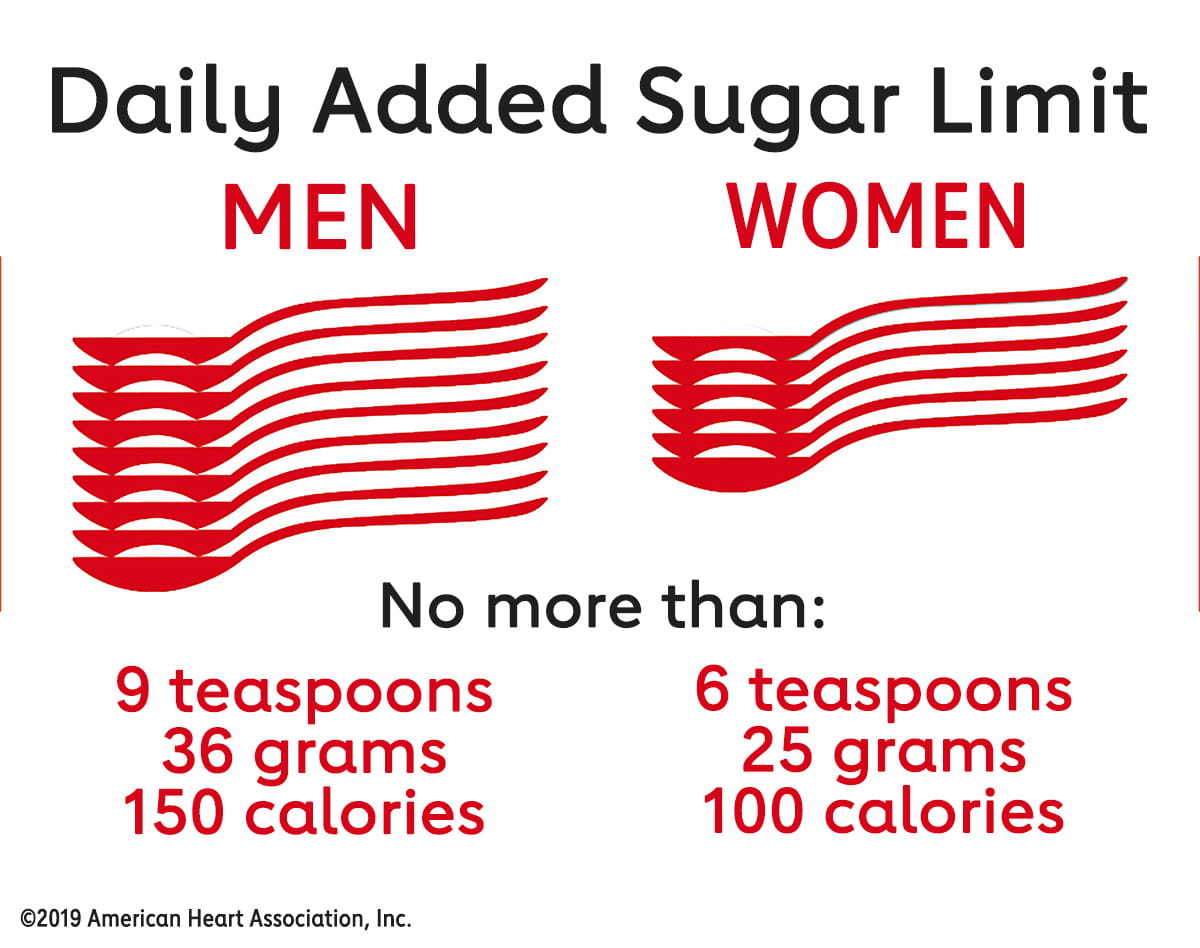 Daily Added Sugar Limit
MEN
WOMEN
No more than:
9 teaspoons
36 grams
150 calories
6 teaspoons
25 grams
100 calories
©2019 American Heart Association, Inc.